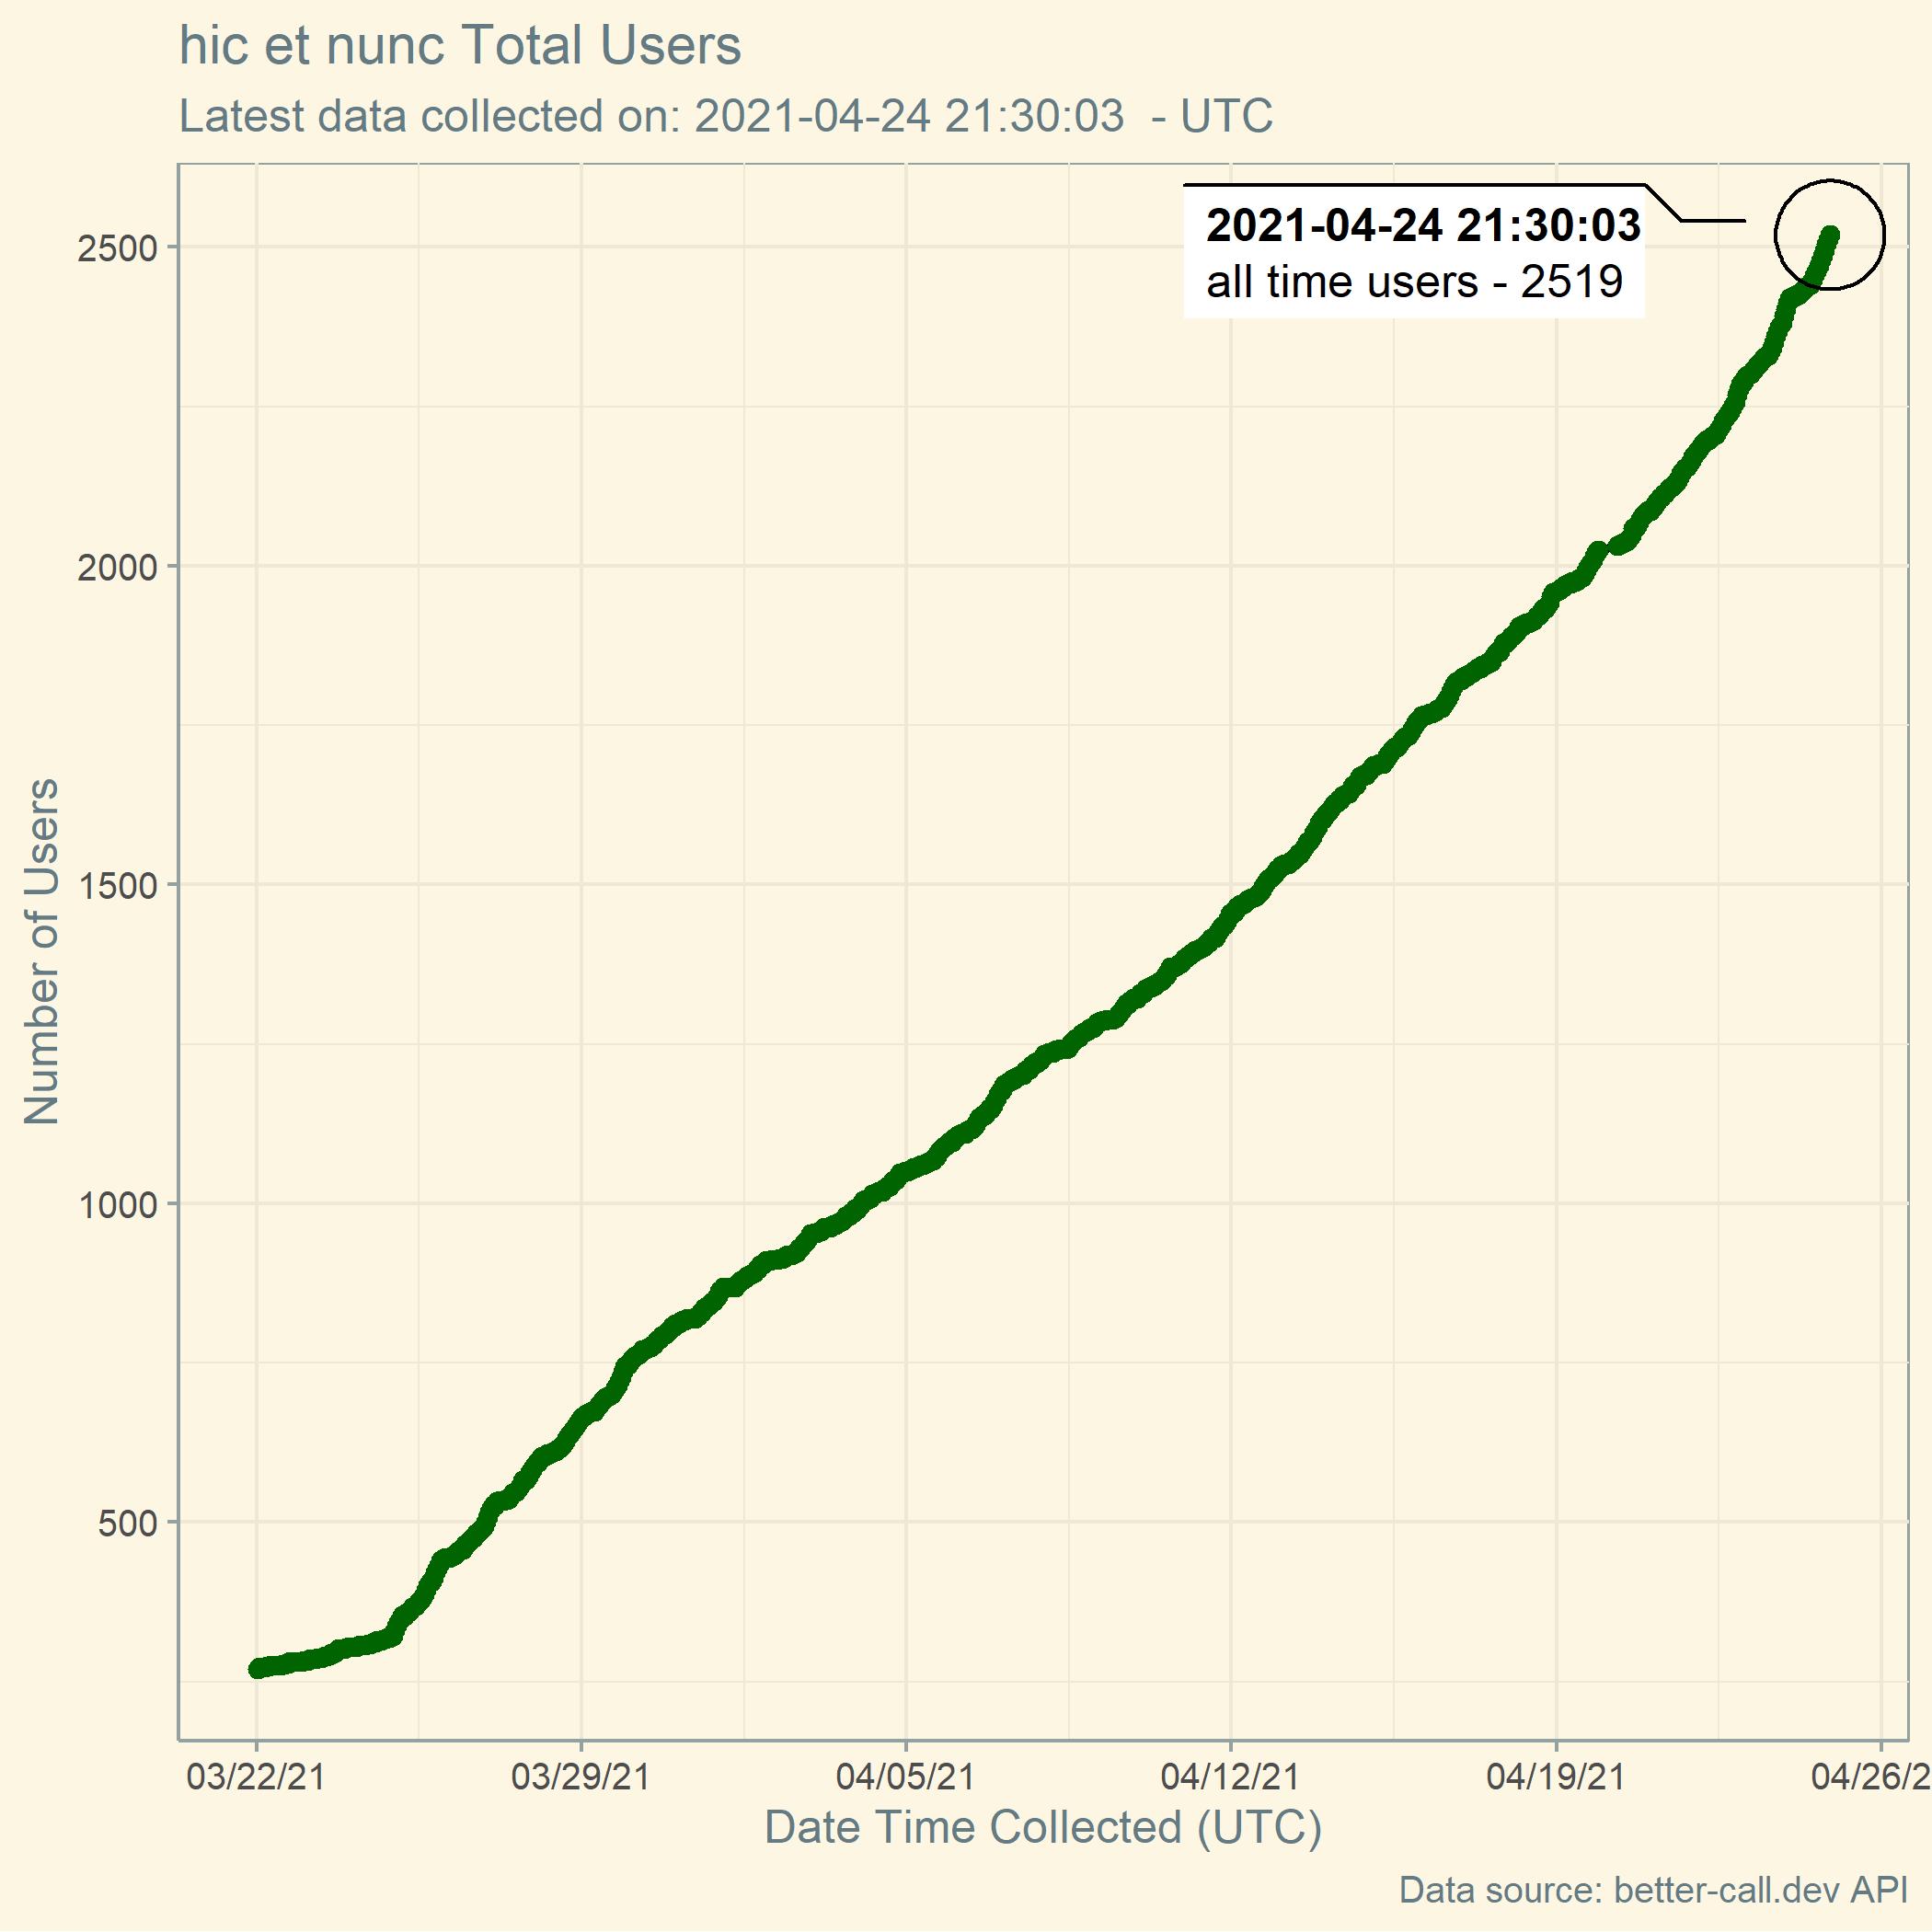 hic et nunc Total Users
Latest data collected on: 2021-04-24 21:30:03  - UTC
2021-04-24 21:30:03
all time users - 2519
2500
2000
1500
1000
500
Number of Users
03/22/21 03/29/21 04/05/21 04/12/21 04/19/21 04/26/2
Date Time Collected (UTC)
Data source: better-call.dev API